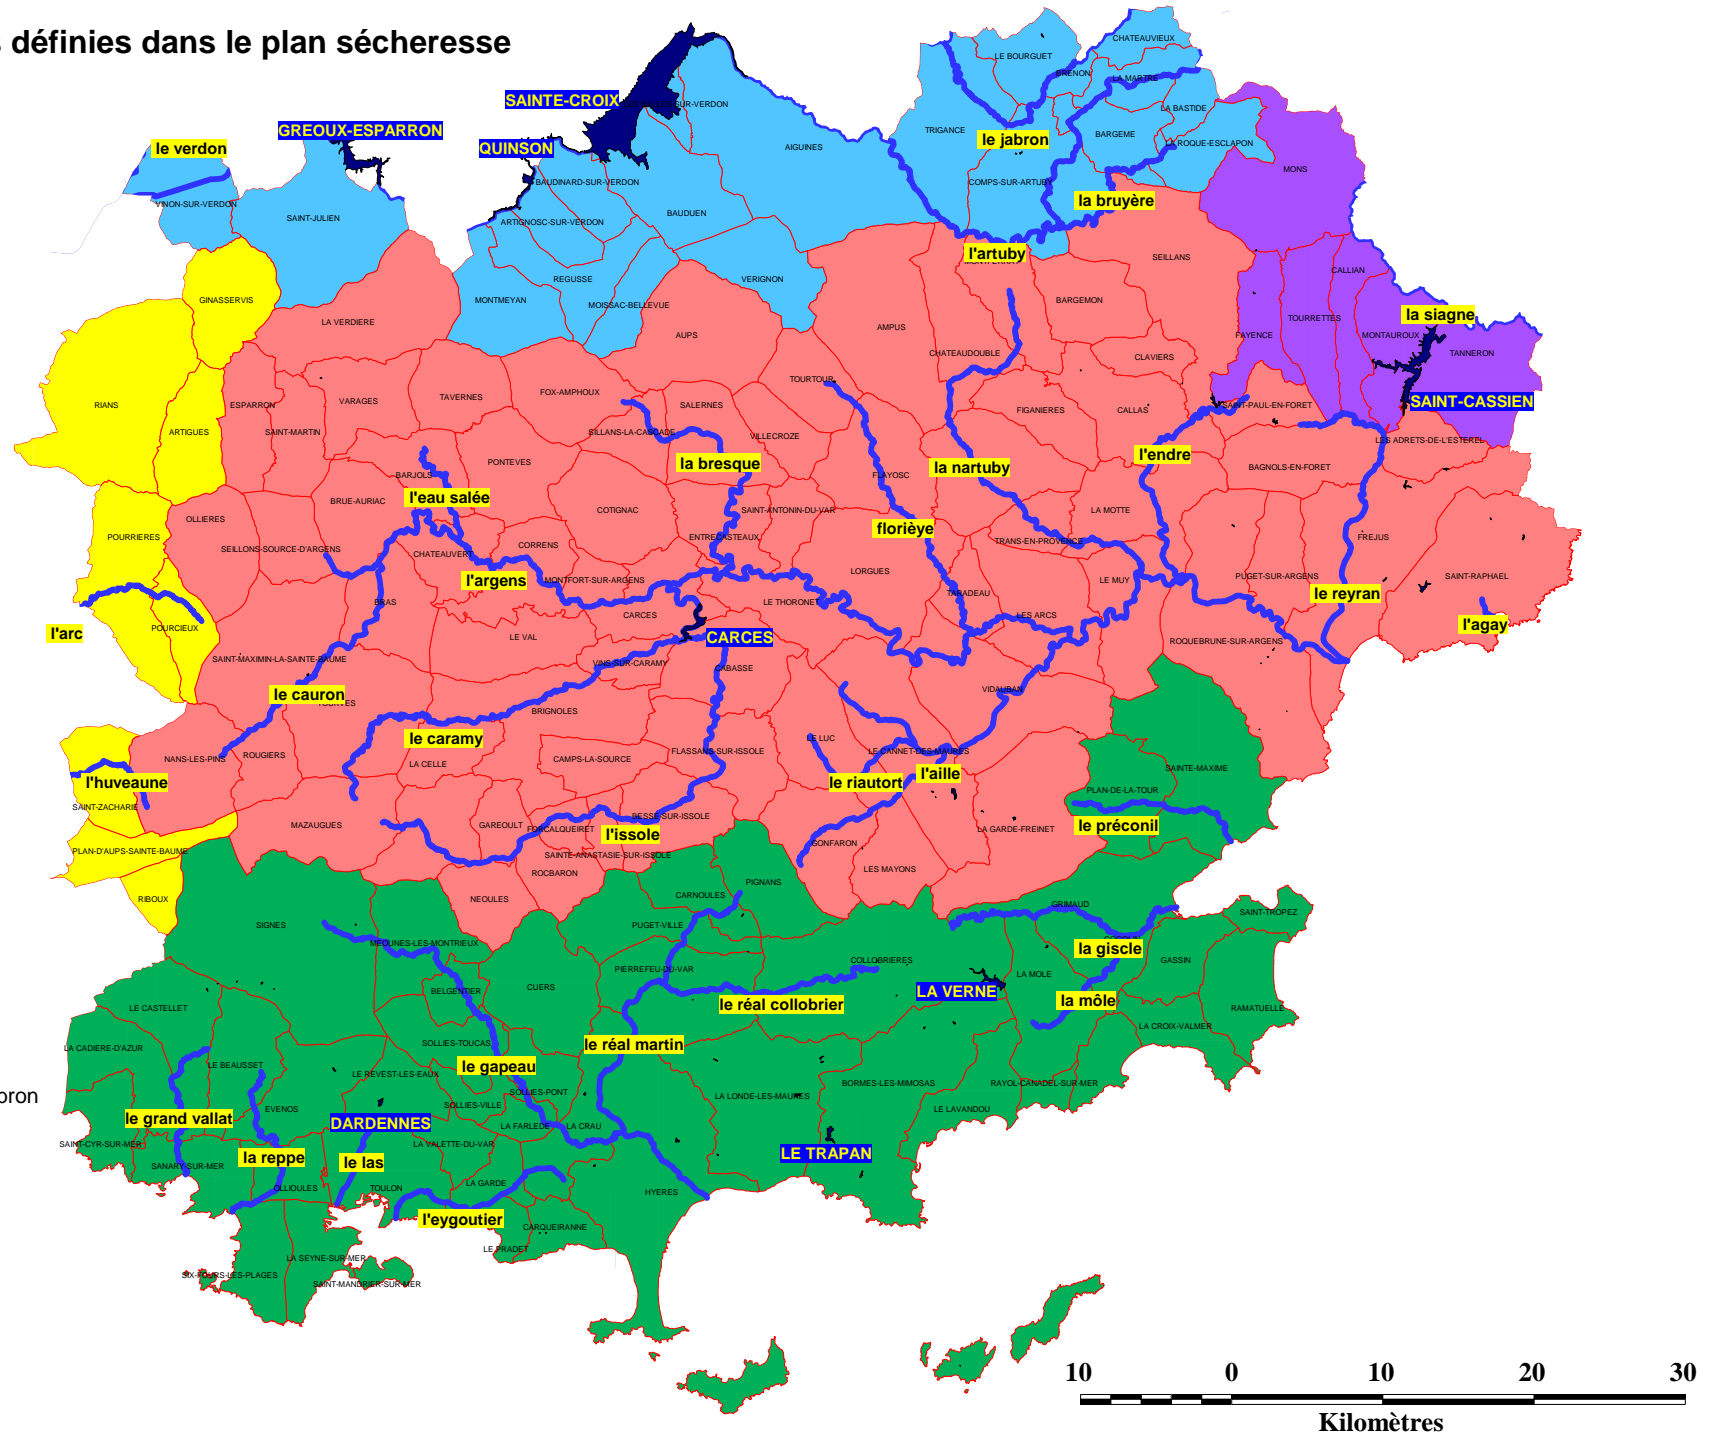 s définies dans le plan sécheresse
CHATEAUVIEUX
LE BOURGUET
BRENON
LA MARTRE
SAINTE-CROIX
SUR-VERDON
LA BASTIDE
GREOUX-ESPARRON
TRIGANCE
BARGEME
le jabron
le verdon
QUINSON
AIGUINES
LA ROQUE-ESCLAPON
MONS
BAUDINARD-SUR-VERDON
COMPS-SUR-ARTUBY
VINON-SUR-VERDON
la bruyère
SAINT-JULIEN
BAUDUEN
ARTIGNOSC-SUR-VERDON
l'artuby
SEILLANS
CALLIAN
REGUSSE
VERIGNON
GINASSERVIS
MONTMEYAN
MOISSAC-BELLEVUE
BARGEMON
la siagne
LA VERDIERE
AUPS
AMPUS
TOURRETTES
FAYENCE
MONTAUROUX
TANNERON
CHATEAUDOUBLE
CLAVIERS
TOURTOUR
FOX-AMPHOUX
TAVERNES
VARAGES
SAINT-CASSIEN
RIANS
ESPARRON
SALERNES
FIGANIERES
CALLAS
SAINT-PAUL-EN-FORET
ARTIGUES
SAINT-MARTIN
SILLANS-LA-CASCADE
VILLECROZE
LES ADRETS-DE-L'ESTEREL
l'endre
PONTEVES
la bresque
la nartuby
BAGNOLS-EN-FORET
BARJOLS
FLAYOSC
l'eau salée
BRUE-AURIAC
COTIGNAC
SAINT-ANTONIN-DU-VAR
LA MOTTE
OLLIERES
florièye
POURRIERES
ENTRECASTEAUX
TRANS-EN-PROVENCE
FREJUS
SEILLONS-SOURCE-D'ARGENS
CHATEAUVERT
CORRENS
LORGUES
l'argens
MONTFORT-SUR-ARGENS
LE MUY
PUGET-SUR-ARGENS
SAINT-RAPHAEL
TARADEAU
le reyran
BRAS
LE THORONET
LES ARCS
CARCES
l'agay
l'arc
POURCIEUX
LE VAL
CARCES
ROQUEBRUNE-SUR-ARGENS
SAINT-MAXIMIN-LA-SAINTE-BAUME
VINS-SUR-CARAMY
CABASSE
le cauron
VIDAUBAN
BRIGNOLES
le caramy
LE LUC
LE CANNET-DES-MAURES
NANS-LES-PINS
ROUGIERS
LA CELLE
CAMPS-LA-SOURCE
FLASSANS-SUR-ISSOLE
SAINTE-MAXIME
l'huveaune
le riautort
l'aille
PLAN-DE-LA-TOUR
SAINT-ZACHARIE
BESSE-SUR-ISSOLE
MAZAUGUES
GAREOULT
FORCALQUEIRET
l'issole
LA GARDE-FREINET
le préconil
GONFARON
PLAN-D'AUPS-SAINTE-BAUME
SAINTE-ANASTASIE-SUR-ISSOLE
ROCBARON
LES MAYONS
PIGNANS
RIBOUX
NEOULES
CARNOULES
GRIMAUD
SAINT-TROPEZ
SIGNES
PUGET-VILLE
MEOUNES-LES-MONTRIEUX
la giscle
COLLOBRIERES
GASSIN
PIERREFEU-DU-VAR
LA MOLE
CUERS
BELGENTIER
LA VERNE
la môle
LE CASTELLET
le réal collobrier
RAMATUELLE
LA CROIX-VALMER
LA CADIERE-D'AZUR
SOLLIES-TOUCAS
le réal martin
LE BEAUSSET
le gapeau
LE REVEST-LES-EAUX
BORMES-LES-MIMOSAS
RAYOL-CANADEL-SUR-MER
oron
SOLLIES-PONT
LA LONDE-LES-MAURES
SOLLIES-VILLE
EVENOS
LE LAVANDOU
le grand vallat
DARDENNES
LA FARLEDE
LA CRAU
SAINT-CYR-SUR-MER
LA VALETTE-DU-VAR
LE TRAPAN
la reppe
le las
SANARY-SUR-MER
OLLIOULES
TOULON
LA GARDE
HYERES
l'eygoutier
CARQUEIRANNE
LE PRADET
LA SEYNE-SUR-MER
SIX-FOURS-LES-PLAGES
SAINT-MANDRIER-SUR-MER
10 0 10 20 30
Kilomètres